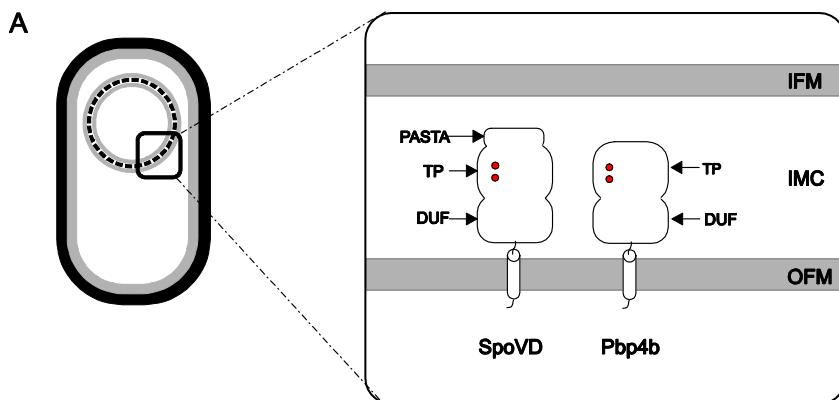 A
IFM
PASTA
TP
TP
IMC
DUF
DUF
OFM
SpoVD
Pbp4b